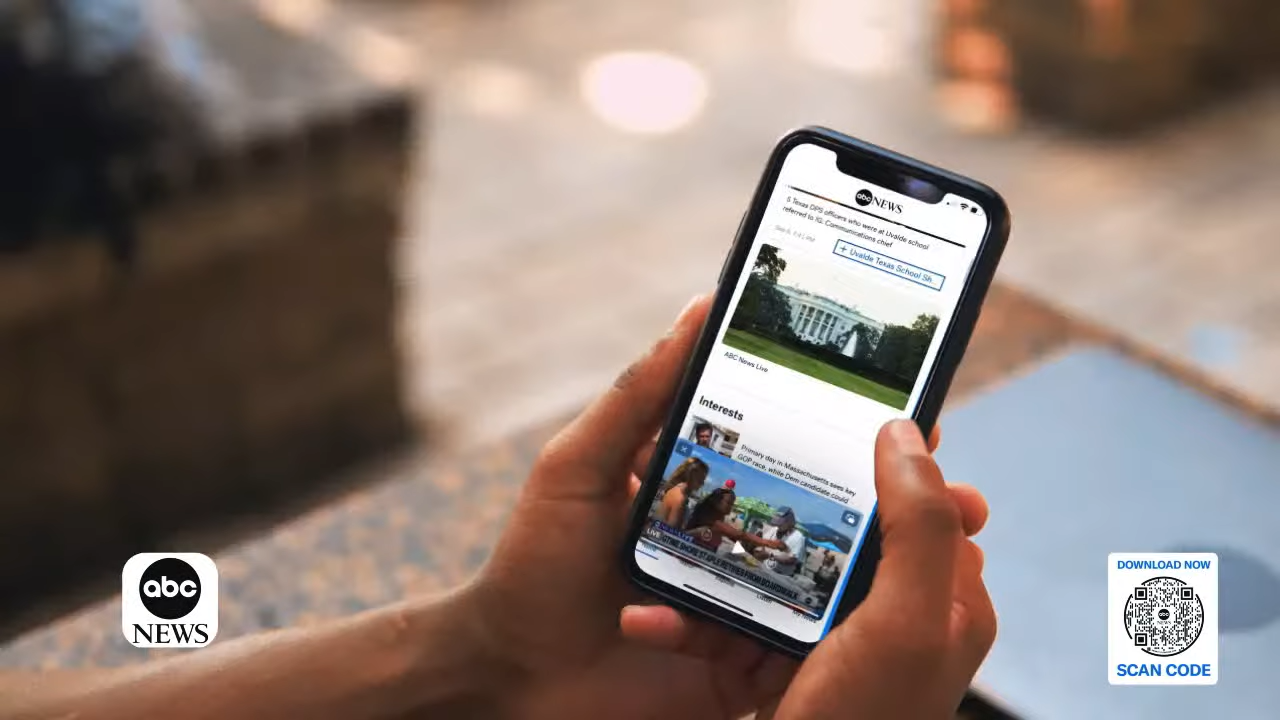 abc NEWS
5 Texas DPS officers who were at Uvalde school
referred to IG: Communications chief
+ Uvalde Texas School Sh...
ABC News Live
Interests
Primary day in Massachusetts sees key
GOP race, while Dem candidate could
LIVE
abc
NEWS
DOWNLOAD NOW
abc
SCAN CODE